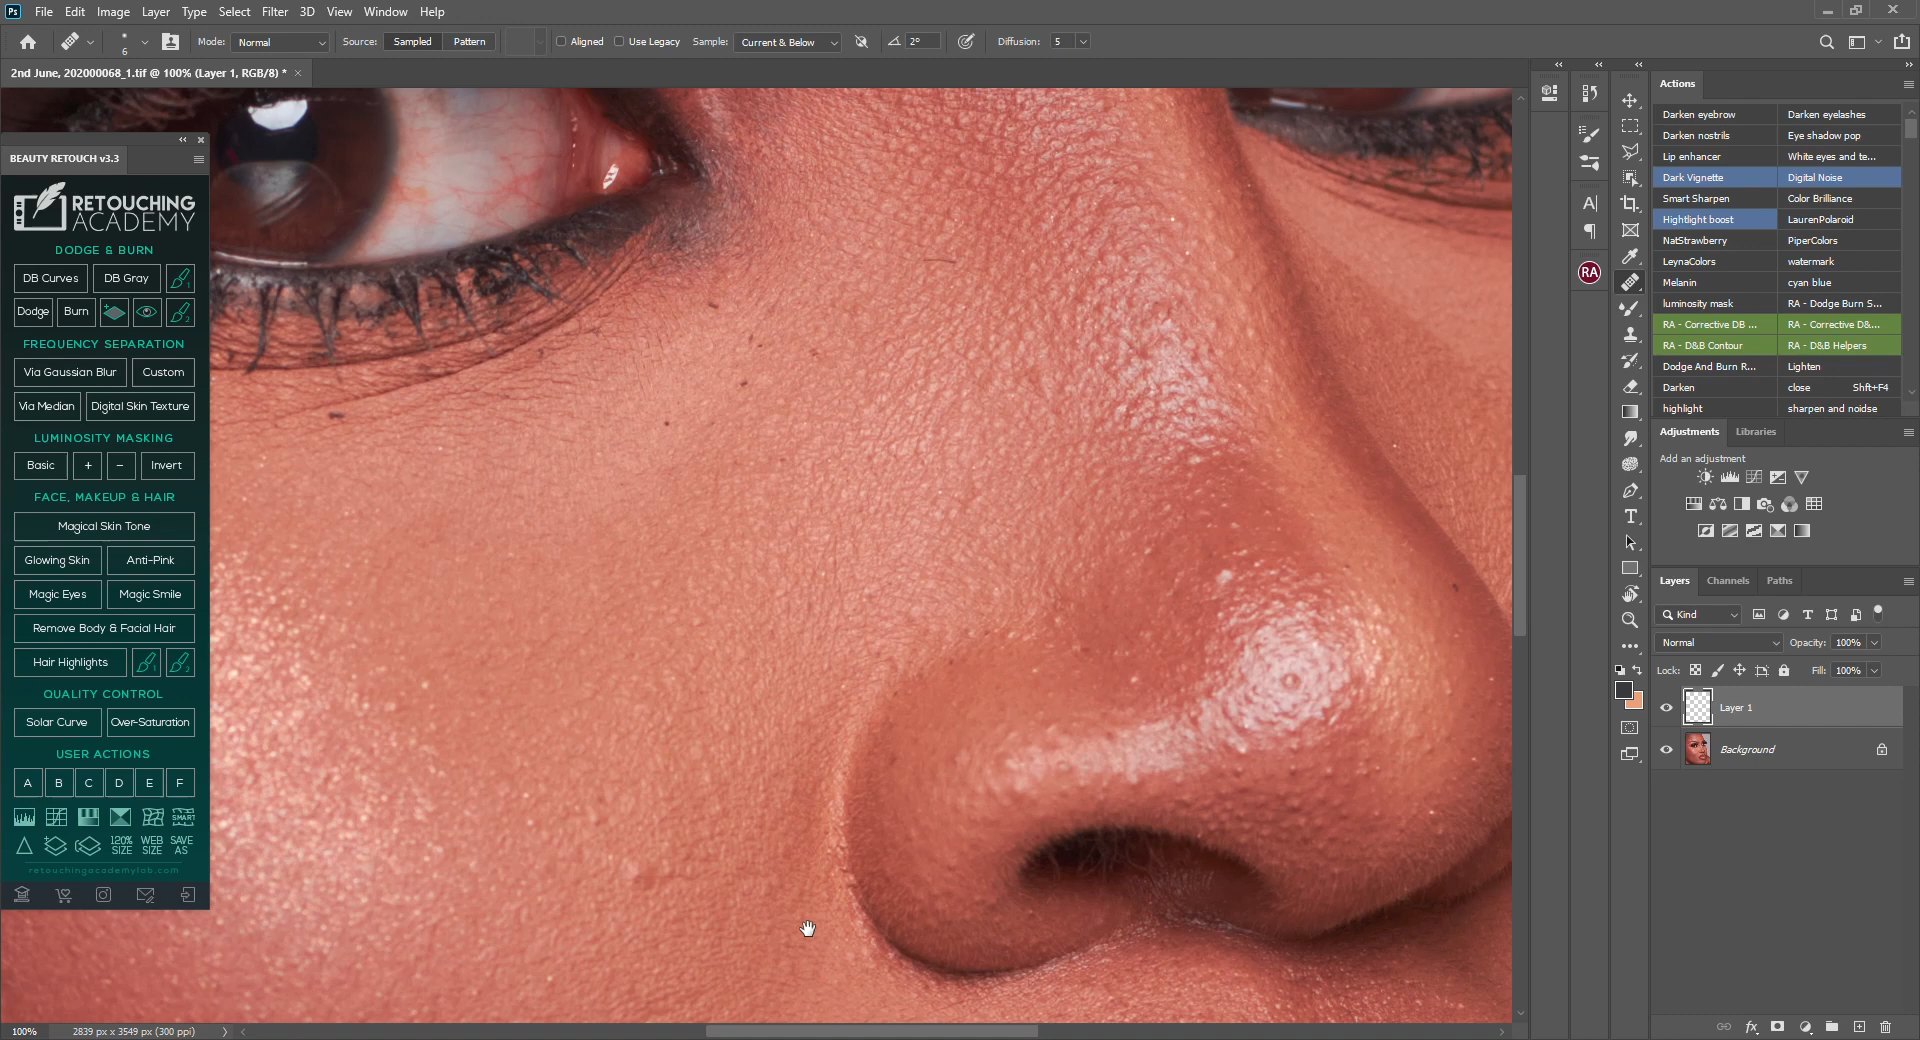 Ps File Edit Image Layer Type Select Filter 3D View Window Help
6 Mode: Normal Source: Sampled Pattern Aligned Use Legacy Sample: Current & Below 2° Diffusion: 5
2nd June, 202000068_1.tif @ 100% (Layer 1, RGB/8) * ×
BEAUTY RETOUCH v3.3
RETOUCHING
ACADEMY
DODGE & BURN
DB Curves DB Gray 1
Dodge Burn 2
FREQUENCY SEPARATION
Via Gaussian Blur Custom
Via Median Digital Skin Texture
LUMINOSITY MASKING
Basic + − Invert
FACE, MAKEUP & HAIR
Magical Skin Tone
Glowing Skin Anti-Pink
Magic Eyes Magic Smile
Remove Body & Facial Hair
Hair Highlights 1 2
QUALITY CONTROL
Solar Curve Over-Saturation
USER ACTIONS
A B C D E F
SMART
120% SIZE WEB SIZE SAVE AS
retouchingacademylab.com
100% 2839 px x 3549 px (300 ppi)
A
RA
T
Actions
Darken eyebrow Darken eyelashes
Darken nostrils Eye shadow pop
Lip enhancer White eyes and te...
Dark Vignette Digital Noise
Smart Sharpen Color Brilliance
Hightlight boost LaurenPolaroid
NatStrawberry PiperColors
LeynaColors watermark
Melanin cyan blue
luminosity mask RA - Dodge Burn S...
RA - Corrective DB ... RA - Corrective D&...
RA - D&B Contour RA - D&B Helpers
Dodge And Burn R... Lighten
Darken close Shft+F4
highlight sharpen and noidse
Adjustments Libraries
Add an adjustment
Layers Channels Paths
Kind T
Normal Opacity: 100%
Lock: Fill: 100%
Layer 1
Background
fx